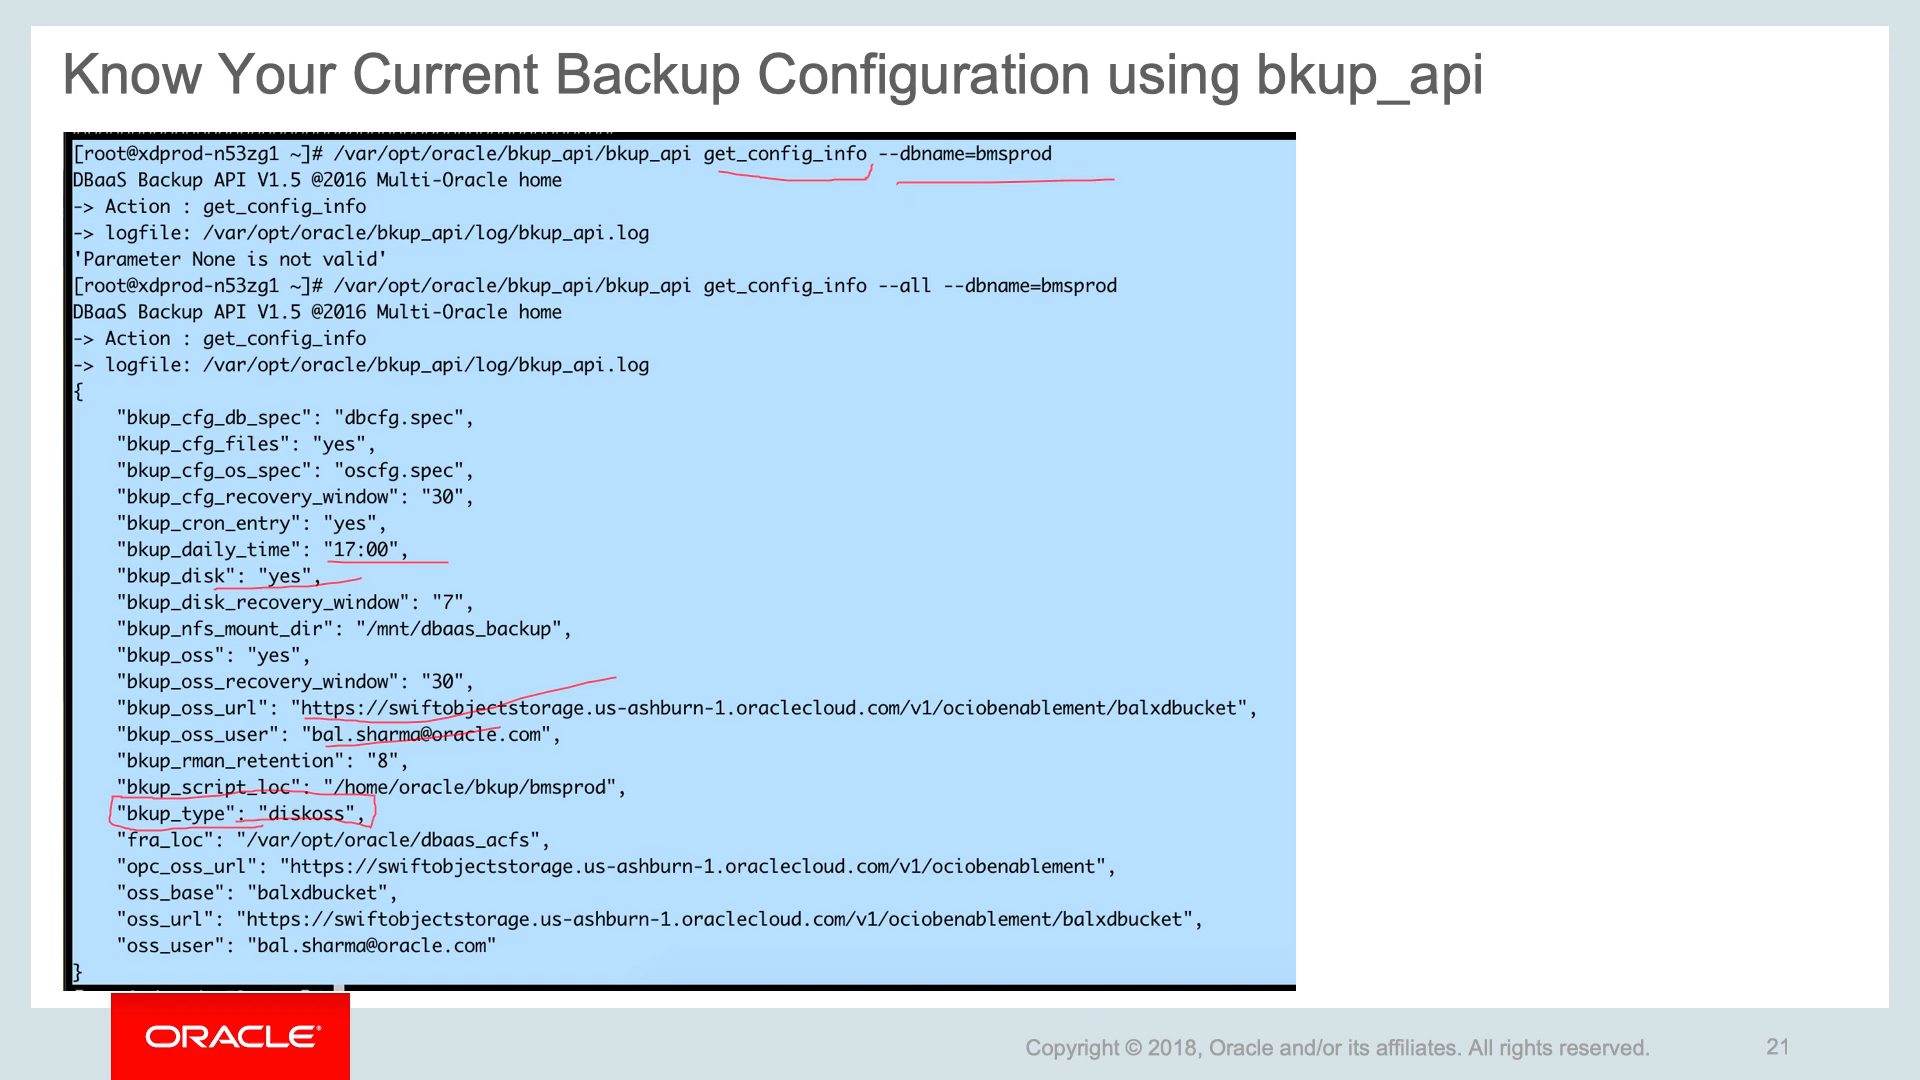 Know Your Current Backup Configuration using bkup_api
[root@xdprod-n53zg1 ~]# /var/opt/oracle/bkup_api/bkup_api get_config_info --dbname=bmsprod
DBaaS Backup API V1.5 @2016 Multi-Oracle home
-> Action : get_config_info
-> logfile: /var/opt/oracle/bkup_api/log/bkup_api.log
'Parameter None is not valid'
[root@xdprod-n53zg1 ~]# /var/opt/oracle/bkup_api/bkup_api get_config_info --all --dbname=bmsprod
DBaaS Backup API V1.5 @2016 Multi-Oracle home
-> Action : get_config_info
-> logfile: /var/opt/oracle/bkup_api/log/bkup_api.log
{
"bkup_cfg_db_spec": "dbcfg.spec",
"bkup_cfg_files": "yes",
"bkup_cfg_os_spec": "oscfg.spec",
"bkup_cfg_recovery_window": "30",
"bkup_cron_entry": "yes",
"bkup_daily_time": "17:00",
"bkup_disk": "yes",
"bkup_disk_recovery_window": "7",
"bkup_nfs_mount_dir": "/mnt/dbaas_backup",
"bkup_oss": "yes",
"bkup_oss_recovery_window": "30",
"bkup_oss_url": "https://swiftobjectstorage.us-ashburn-1.oraclecloud.com/v1/ociobenablement/balxdbucket",
"bkup_oss_user": "bal.sharma@oracle.com",
"bkup_rman_retention": "8",
"bkup_script_loc": "/home/oracle/bkup/bmsprod",
"bkup_type": "diskoss",
"fra_loc": "/var/opt/oracle/dbaas_acfs",
"opc_oss_url": "https://swiftobjectstorage.us-ashburn-1.oraclecloud.com/v1/ociobenablement",
"oss_base": "balxdbucket",
"oss_url": "https://swiftobjectstorage.us-ashburn-1.oraclecloud.com/v1/ociobenablement/balxdbucket",
"oss_user": "bal.sharma@oracle.com"
}
ORACLE®
Copyright © 2018, Oracle and/or its affiliates. All rights reserved.
21